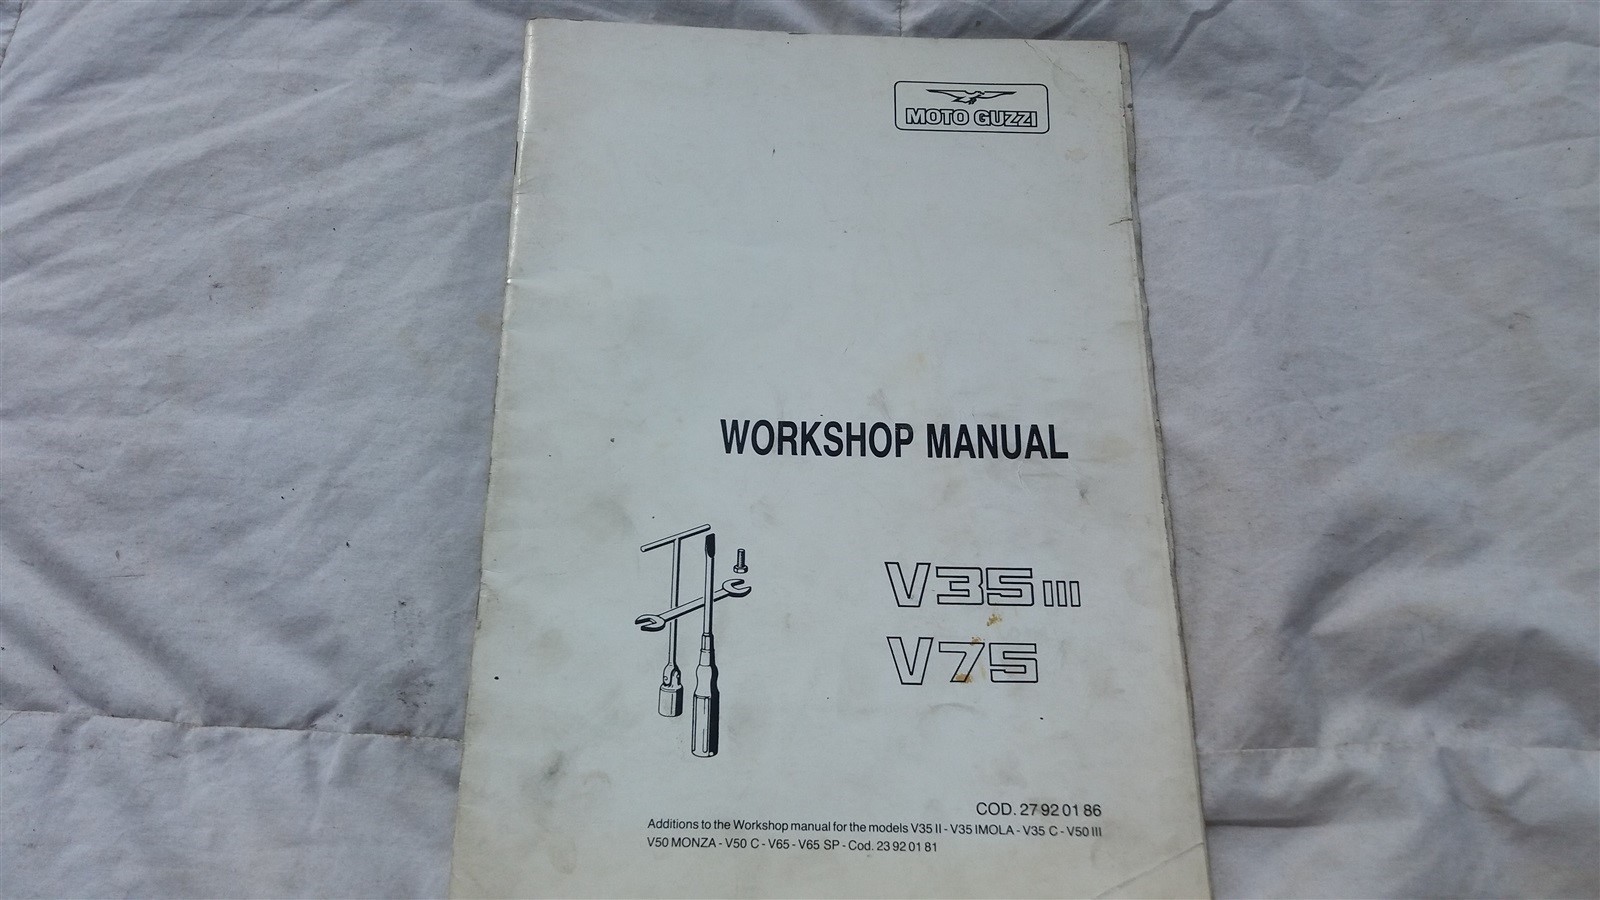 MOTO GUZZI
WORKSHOP MANUAL
V35 III
V75
COD. 27 92 01 86
Additions to the Workshop manual for the models V35 II - V35 IMOLA - V35 C - V50 III
V50 MONZA - V50 C - V65 - V65 SP - Cod. 23 92 01 81